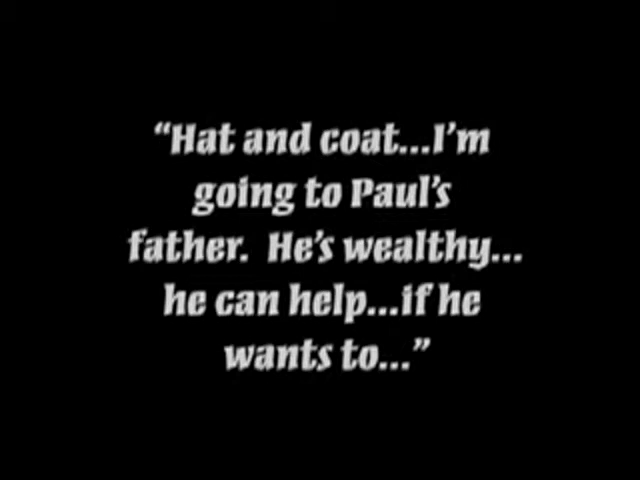 “Hat and coat...I’m
going to Paul’s
father.  He’s wealthy...
he can help...if he
wants to...”